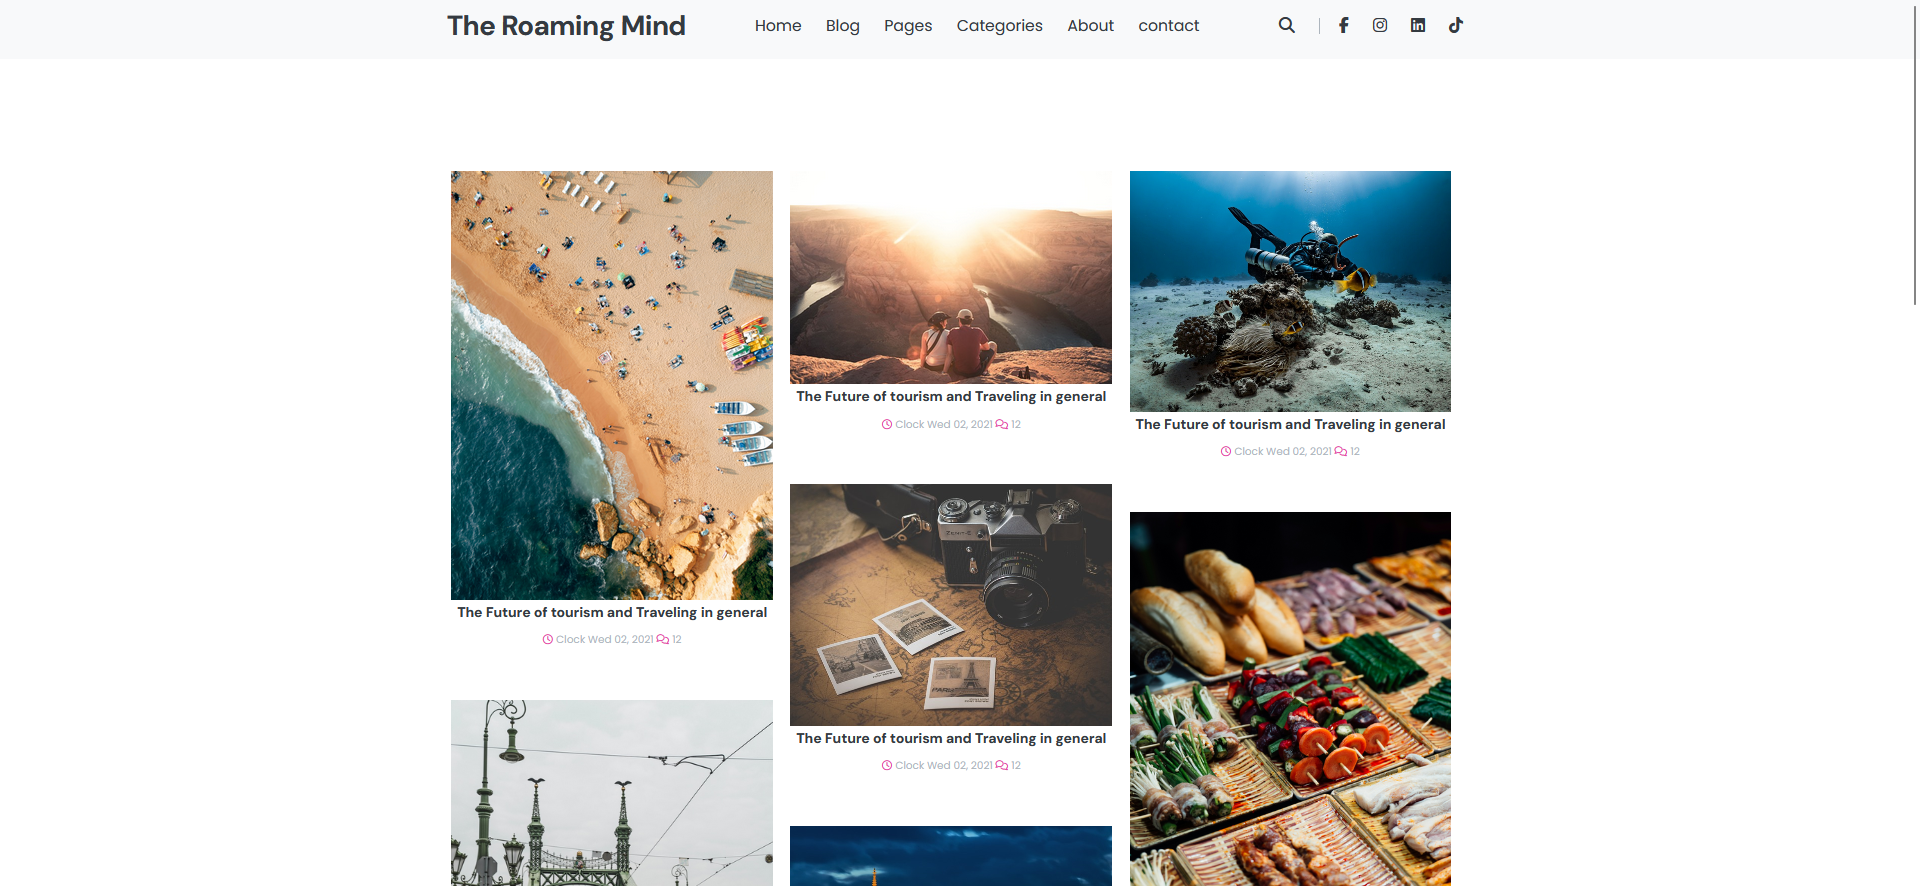 The Roaming Mind
Home Blog Pages Categories About contact
The Future of tourism and Traveling in general
Clock Wed 02, 2021 12
The Future of tourism and Traveling in general
Clock Wed 02, 2021 12
The Future of tourism and Traveling in general
Clock Wed 02, 2021 12
PARIS
The Future of tourism and Traveling in general
Clock Wed 02, 2021 12